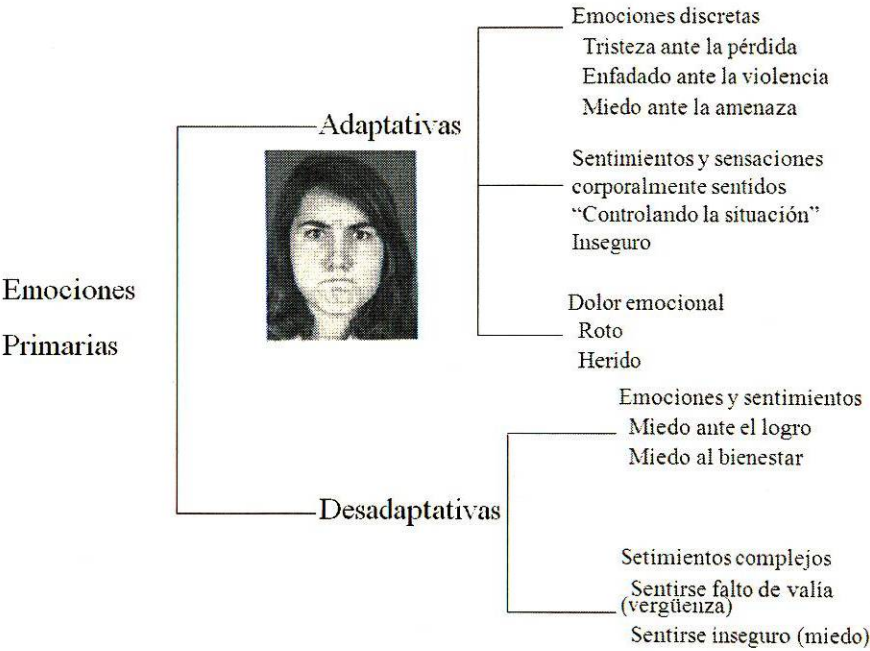 Emociones
Primarias
Adaptativas
Emociones discretas
Tristeza ante la pérdida
Enfadado ante la violencia
Miedo ante la amenaza
Sentimientos y sensaciones
corporalmente sentidos
“Controlando la situación”
Inseguro
Dolor emocional
Roto
Herido
Desadaptativas
Emociones y sentimientos
Miedo ante el logro
Miedo al bienestar
Setimientos complejos
Sentirse falto de valía
(vergüenza)
Sentirse inseguro (miedo)